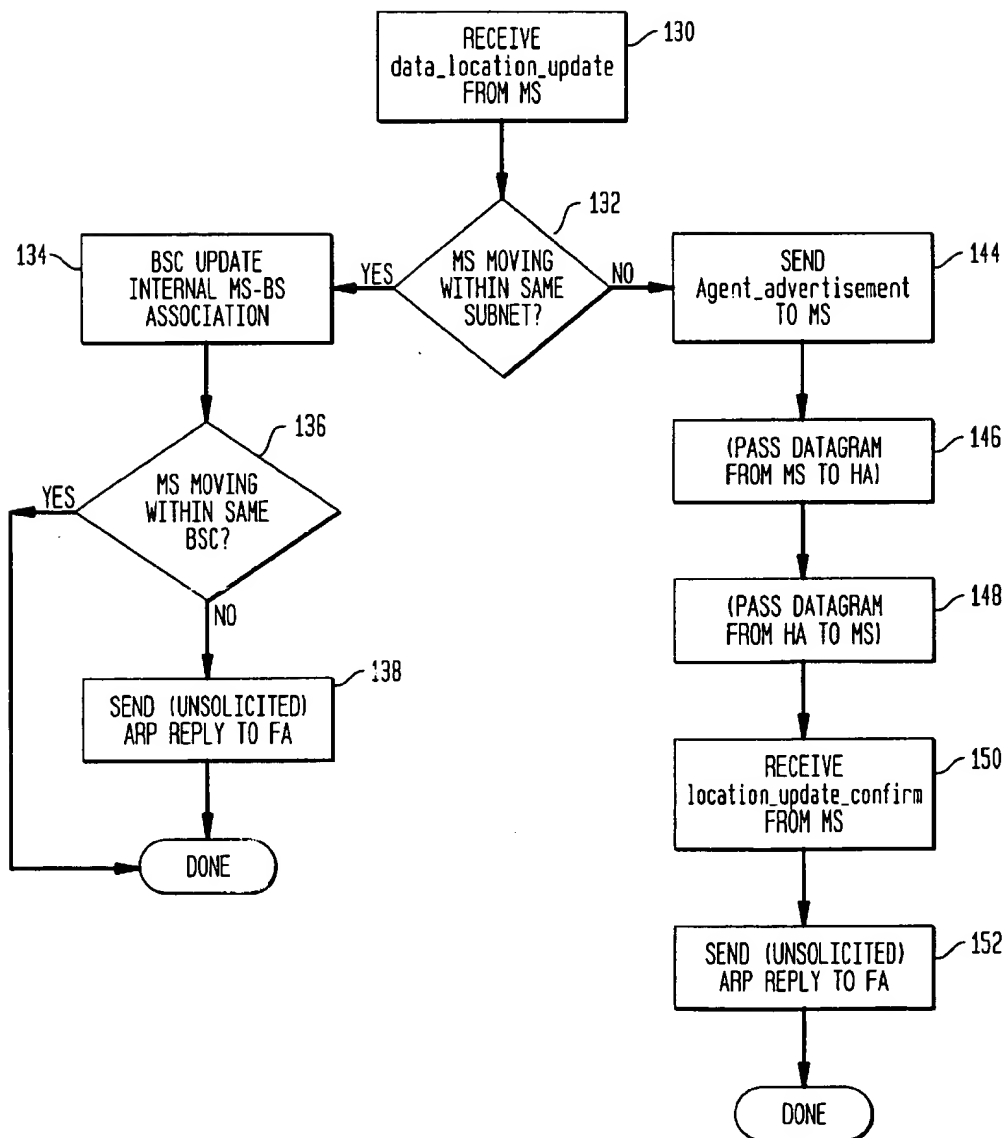 RECEIVE
data_location_update
FROM MS
130
MS MOVING
WITHIN SAME
SUBNET?
132
YES
NO
134
BSC UPDATE
INTERNAL MS-BS
ASSOCIATION
136
MS MOVING
WITHIN SAME
BSC?
YES
NO
SEND (UNSOLICITED)
ARP REPLY TO FA
138
DONE
SEND
Agent_advertisement
TO MS
144
(PASS DATAGRAM
FROM MS TO HA)
146
(PASS DATAGRAM
FROM HA TO MS)
148
RECEIVE
location_update_confirm
FROM MS
150
SEND (UNSOLICITED)
ARP REPLY TO FA
152
DONE